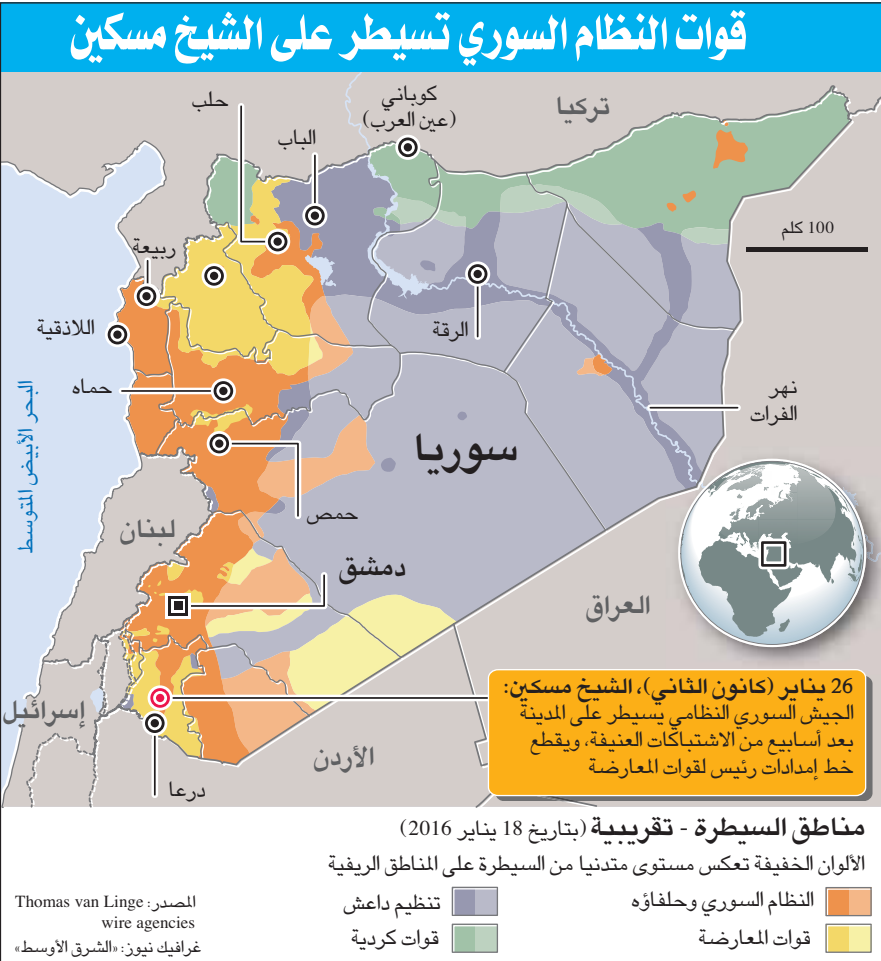 قوات النظام السوري تسيطر على الشيخ مسكين
تركيا
كوباني
(عين العرب)
حلب
الباب
100 كلم
ربيعة
اللاذقية
الرقة
حماه
نهر
الفرات
البحر الأبيض المتوسط
سوريا
حمص
لبنان
دمشق
العراق
إسرائيل
الأردن
درعا
26 يناير (كانون الثاني)، الشيخ مسكين:
الجيش السوري النظامي يسيطر على المدينة
بعد أسابيع من الاشتباكات العنيفة، ويقطع
خط إمدادات رئيس لقوات المعارضة
مناطق السيطرة - تقريبية (بتاريخ 18 يناير 2016)
الألوان الخفيفة تعكس مستوى متدنيا من السيطرة على المناطق الريفية
النظام السوري وحلفاؤه
تنظيم داعش
قوات المعارضة
قوات كردية
المصدر: Thomas van Linge
wire agencies
غرافيك نيوز: «الشرق الأوسط»